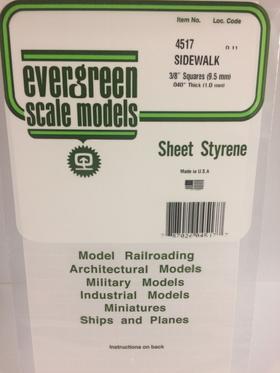 Item No. Loc. Code
4517
SIDEWALK
3/8" Squares (9.5 mm)
.040" Thick (1.0 mm)
evergreen
scale models
Sheet Styrene
Made in U.S.A
Model Railroading
Architectural Models
Military Models
Industrial Models
Miniatures
Ships and Planes
Instructions on back